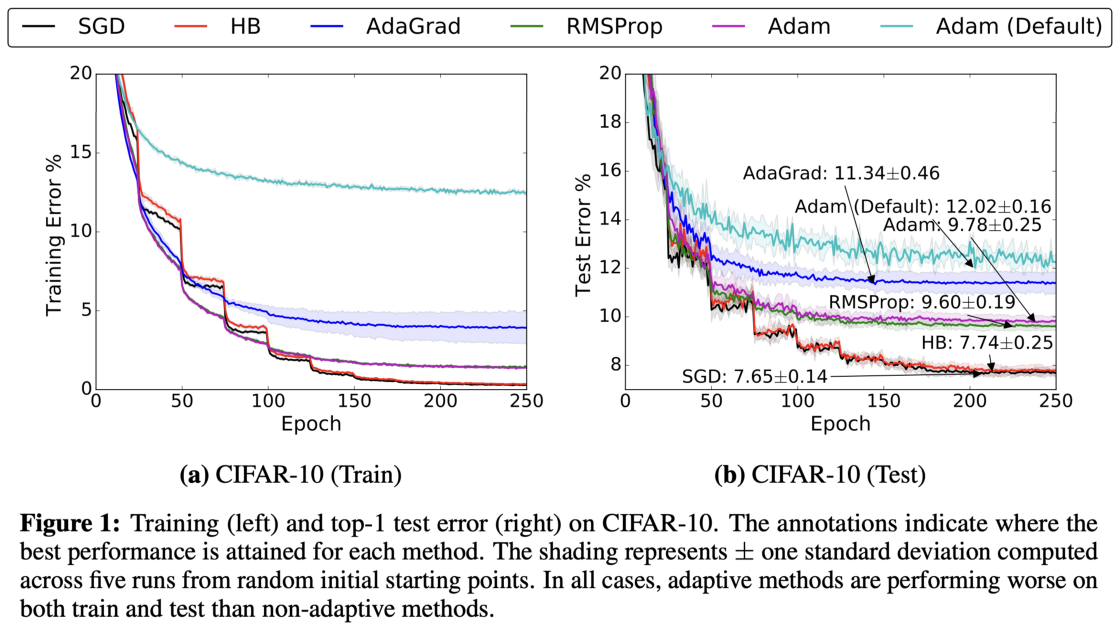 SGD HB AdaGrad RMSProp Adam Adam (Default)
20
15
10
5
0
Training Error %
0 50 100 150 200 250
Epoch
20
18
16
14
12
10
8
Test Error %
AdaGrad: 11.34±0.46
Adam (Default): 12.02±0.16
Adam: 9.78±0.25
RMSProp: 9.60±0.19
HB: 7.74±0.25
SGD: 7.65±0.14
0 50 100 150 200 250
Epoch
(a) CIFAR-10 (Train)
(b) CIFAR-10 (Test)
Figure 1: Training (left) and top-1 test error (right) on CIFAR-10. The annotations indicate where the
best performance is attained for each method. The shading represents ± one standard deviation computed
across five runs from random initial starting points. In all cases, adaptive methods are performing worse on
both train and test than non-adaptive methods.